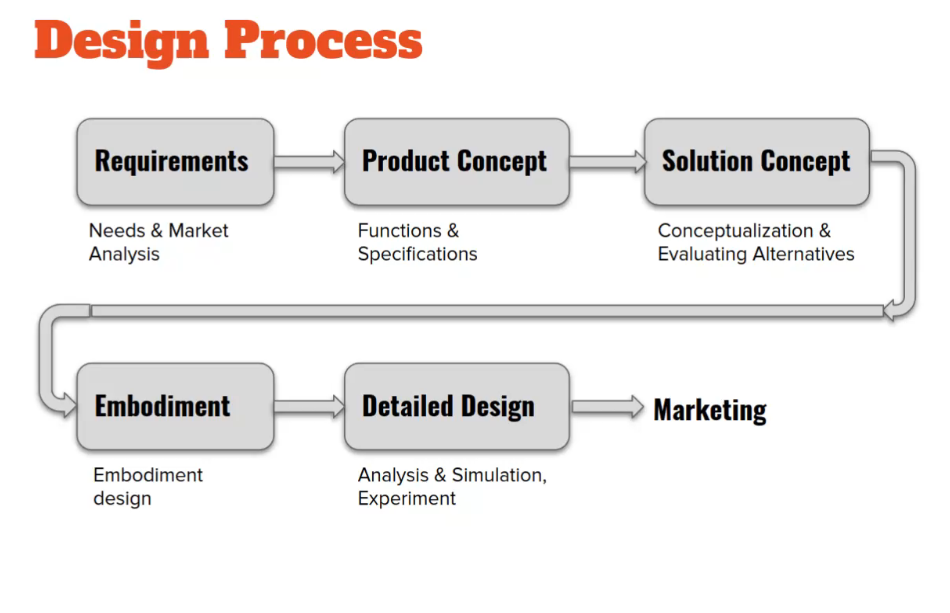 Design Process
Requirements
Product Concept
Solution Concept
Needs & Market
Analysis
Functions &
Specifications
Conceptualization &
Evaluating Alternatives
Embodiment
Detailed Design
Marketing
Embodiment
design
Analysis & Simulation,
Experiment